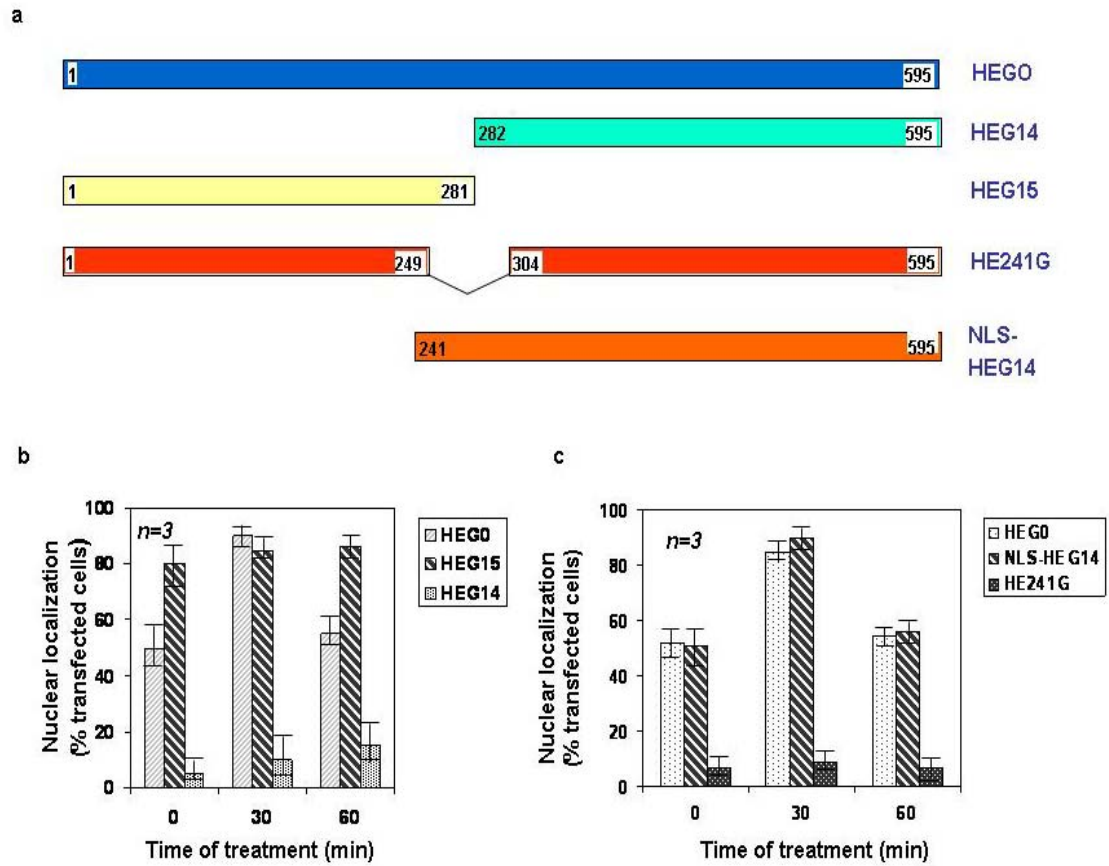 a
1 595 HEG0
282 595 HEG14
1 281 HEG15
1 249 304 595 HE241G
241 595 NLS-
HEG14
b
Nuclear localization
(% transfected cells)
100
80
60
40
20
0
n=3
0 30 60
Time of treatment (min)
HEG0
HEG15
HEG14
c
Nuclear localization
(% transfected cells)
100
80
60
40
20
0
n=3
0 30 60
Time of treatment (min)
HEG0
NLS-HEG14
HE241G